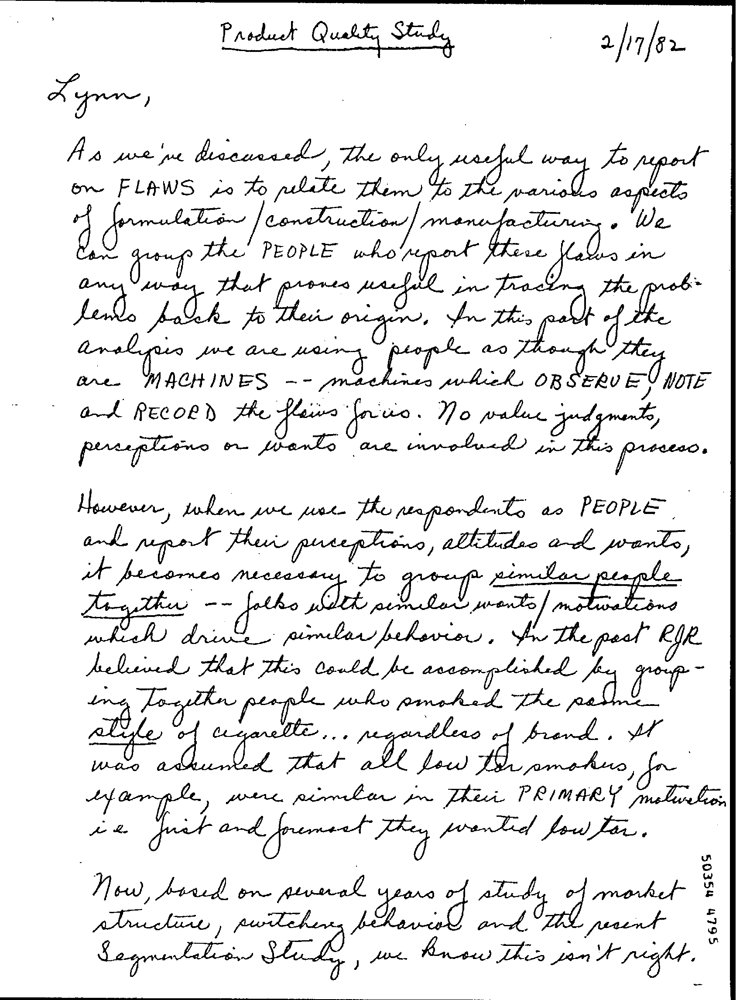 Product Quality Study
2/17/82
Lynn,
As we've discussed, the only useful way to report
on FLAWS is to relate them to the various aspects
of formulation/construction/manufacturing. We
can group the PEOPLE who report these flaws in
any way that proves useful in tracing the prob-
lems back to their origin. In this part of the
analysis we are using people as though they
are MACHINES -- machines which OBSERVE, NOTE
and RECORD the flaws for us. No value judgments,
perceptions or wants are involved in this process.
However, when we use the respondents as PEOPLE
and report their perceptions, attitudes and wants,
it becomes necessary to group similar people
together -- folks with similar wants/motivations
which drive similar behavior. In the past RJR
believed that this could be accomplished by group-
ing together people who smoked the same
style of cigarette... regardless of brand. It
was assumed that all low tar smokers, for
example, were similar in their PRIMARY motivation
i.e first and foremost they wanted low tar.
Now, based on several years of study of market
structure, switching behavior and the resent
Segmentation Study, we know this isn't right.
50354 4795